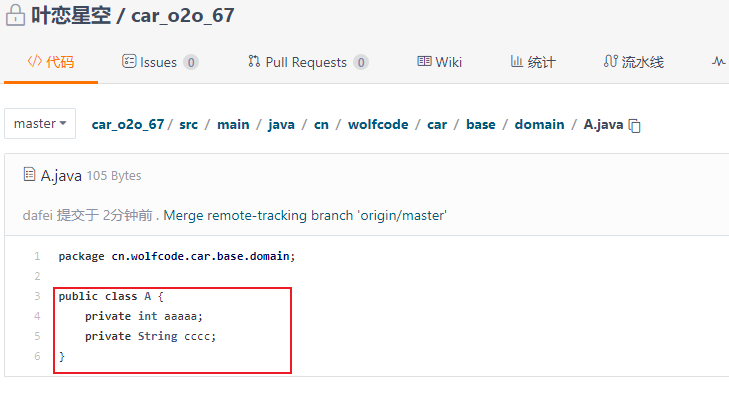 叶恋星空 / car_o2o_67
代码 Issues 0 Pull Requests 0 Wiki 统计 流水线
master car_o2o_67 / src / main / java / cn / wolfcode / car / base / domain / A.java
A.java 105 Bytes
dafei 提交于 2分钟前 . Merge remote-tracking branch 'origin/master'
1 package cn.wolfcode.car.base.domain;
2
3 public class A {
4 private int aaaaa;
5 private String cccc;
6 }